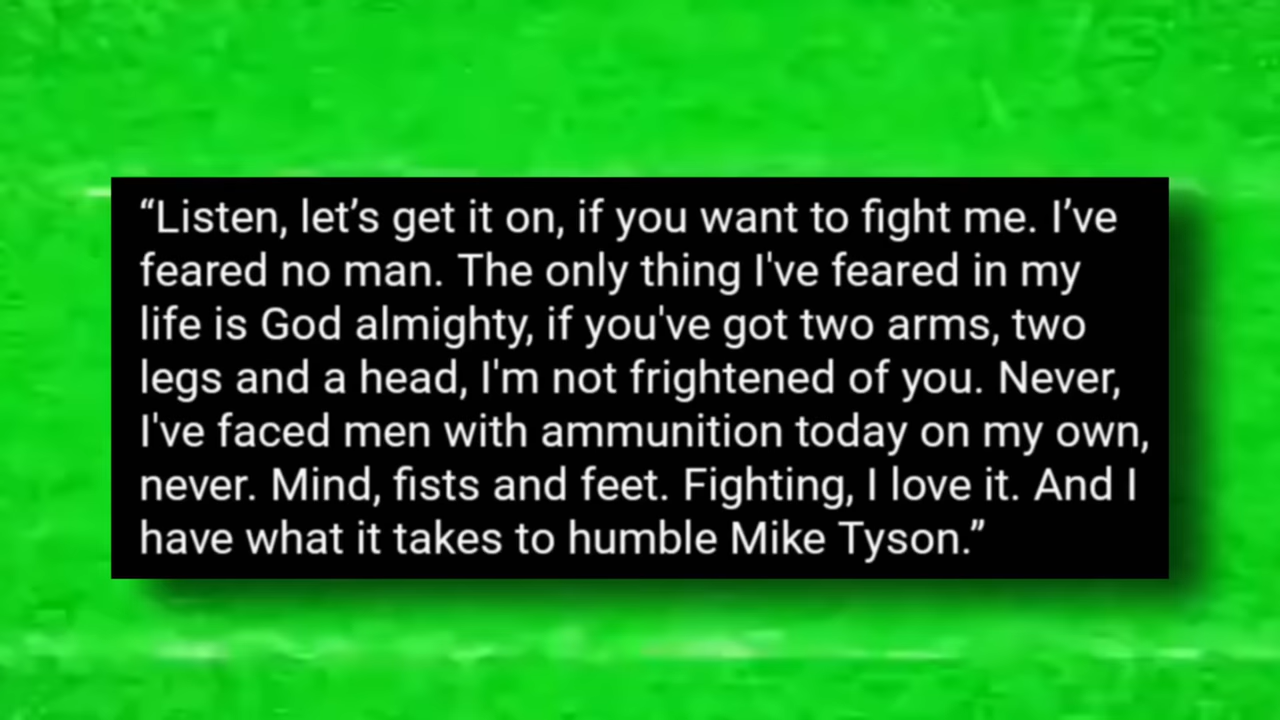 “Listen, let’s get it on, if you want to fight me. I’ve
feared no man. The only thing I've feared in my
life is God almighty, if you've got two arms, two
legs and a head, I'm not frightened of you. Never,
I've faced men with ammunition today on my own,
never. Mind, fists and feet. Fighting, I love it. And I
have what it takes to humble Mike Tyson.”